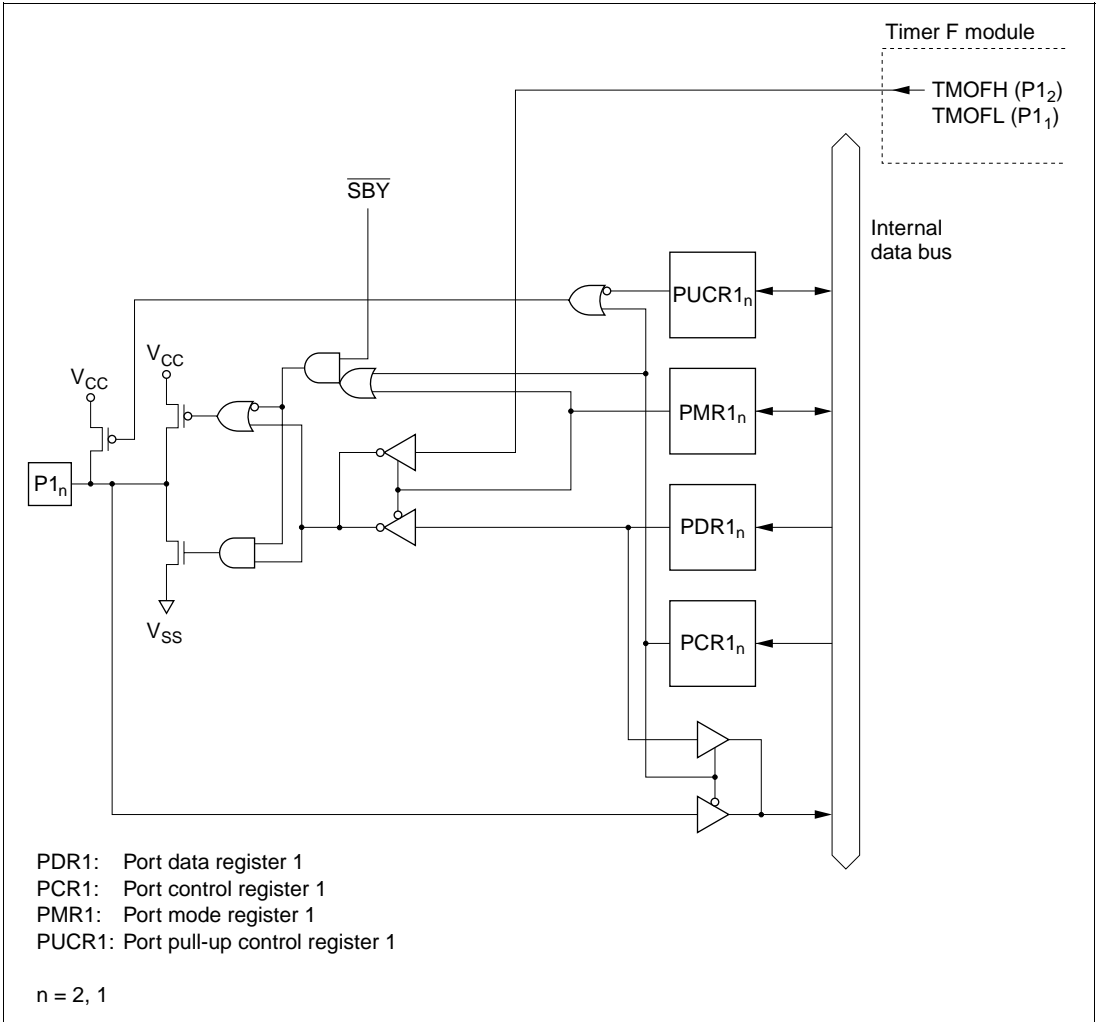 Timer F module
TMOFH (P1₂)
TMOFL (P1₁)
S̅B̅Y̅
Internal
data bus
PUCR1ₙ
V_CC
V_CC
PMR1ₙ
P1ₙ
PDR1ₙ
V_SS
PCR1ₙ
PDR1: Port data register 1
PCR1: Port control register 1
PMR1: Port mode register 1
PUCR1: Port pull-up control register 1
n = 2, 1